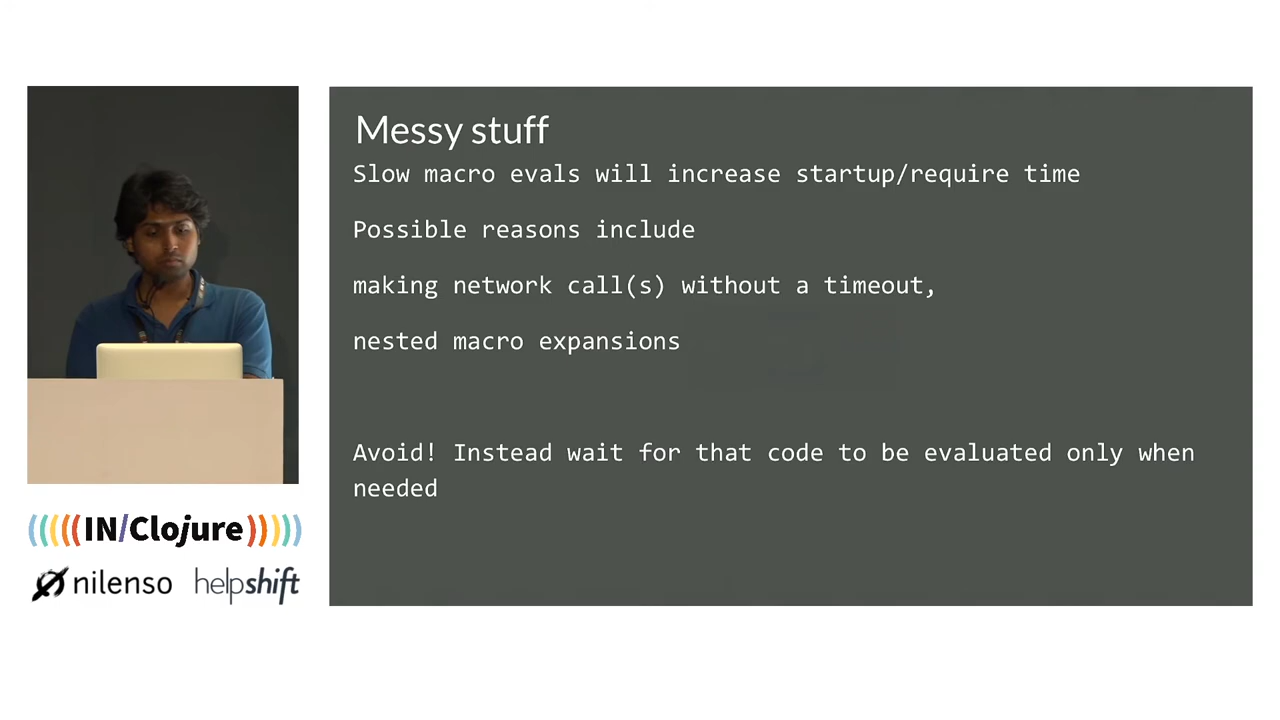 Messy stuff
Slow macro evals will increase startup/require time
Possible reasons include
making network call(s) without a timeout,
nested macro expansions
Avoid! Instead wait for that code to be evaluated only when
needed
(((((IN/Clojure)))))
nilenso helpshift